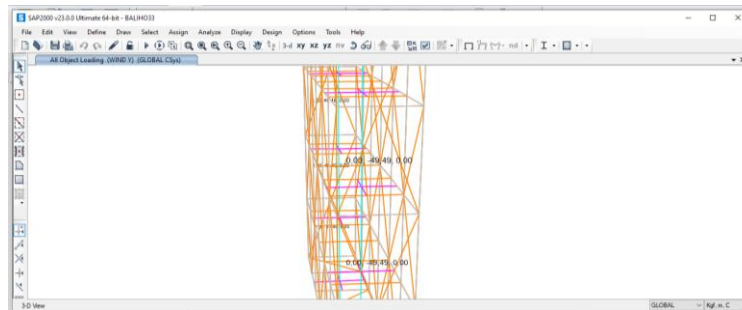 SAP2000 v23.0.0 Ultimate 64-bit - BALIHO33
File Edit View Define Draw Select Assign Analyze Display Design Options Tools Help
3-d xy xz yz nv nd
All Object Loading (WIND Y) (GLOBAL CSys)
0,00, -49,49, 0,00
0,00, -49,49, 0,00
3-D View GLOBAL Kgf, m, C